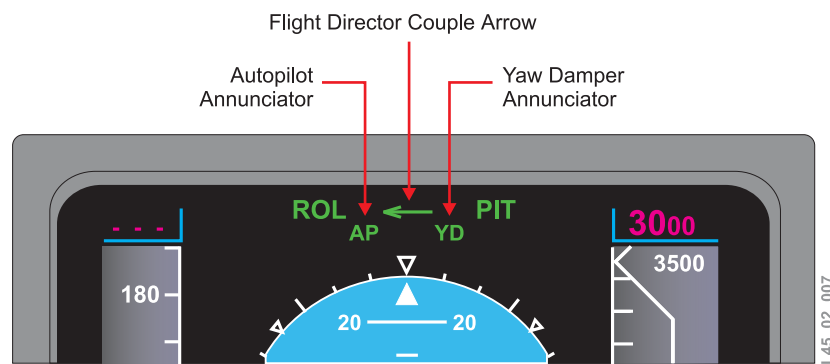 Flight Director Couple Arrow
Autopilot
Annunciator
Yaw Damper
Annunciator
ROL PIT
AP YD
- - -
3000
3500
180
20 20